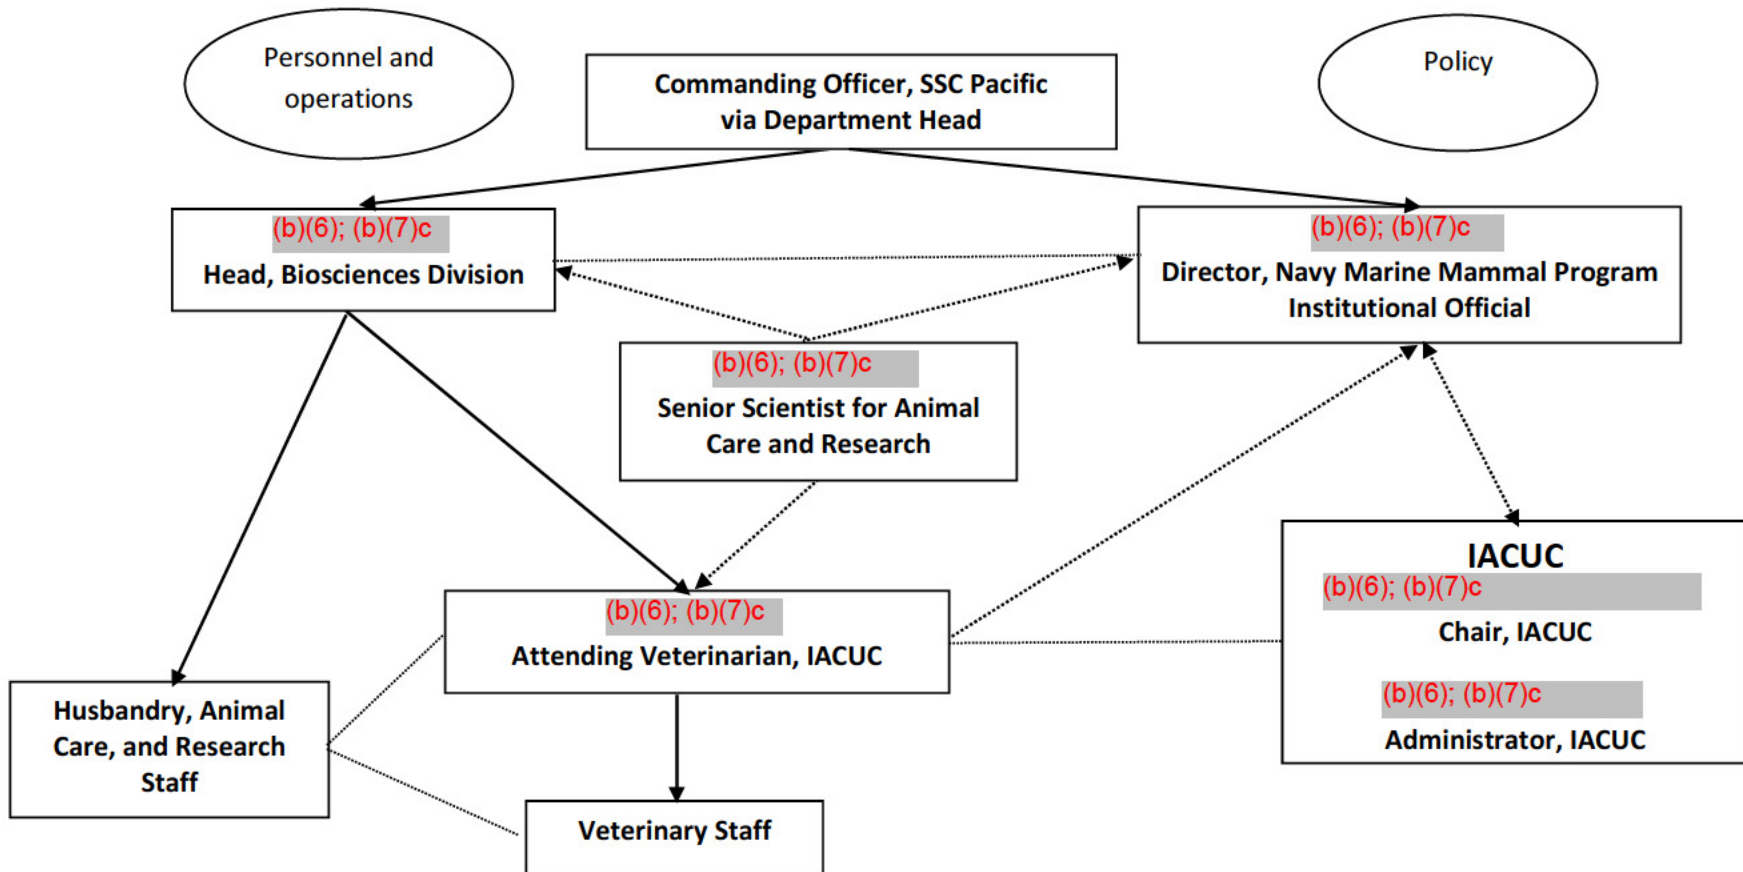 Personnel and
operations
Commanding Officer, SSC Pacific
via Department Head
Policy
(b)(6); (b)(7)c
Head, Biosciences Division
(b)(6); (b)(7)c
Director, Navy Marine Mammal Program
Institutional Official
(b)(6); (b)(7)c
Senior Scientist for Animal
Care and Research
(b)(6); (b)(7)c
Attending Veterinarian, IACUC
IACUC
(b)(6); (b)(7)c
Chair, IACUC
(b)(6); (b)(7)c
Administrator, IACUC
Husbandry, Animal
Care, and Research
Staff
Veterinary Staff